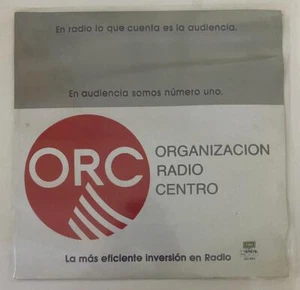 En radio lo que cuenta es la audiencia.
En audiencia somos número uno.
ORC
ORGANIZACION
RADIO
CENTRO
La más eficiente inversión en Radio